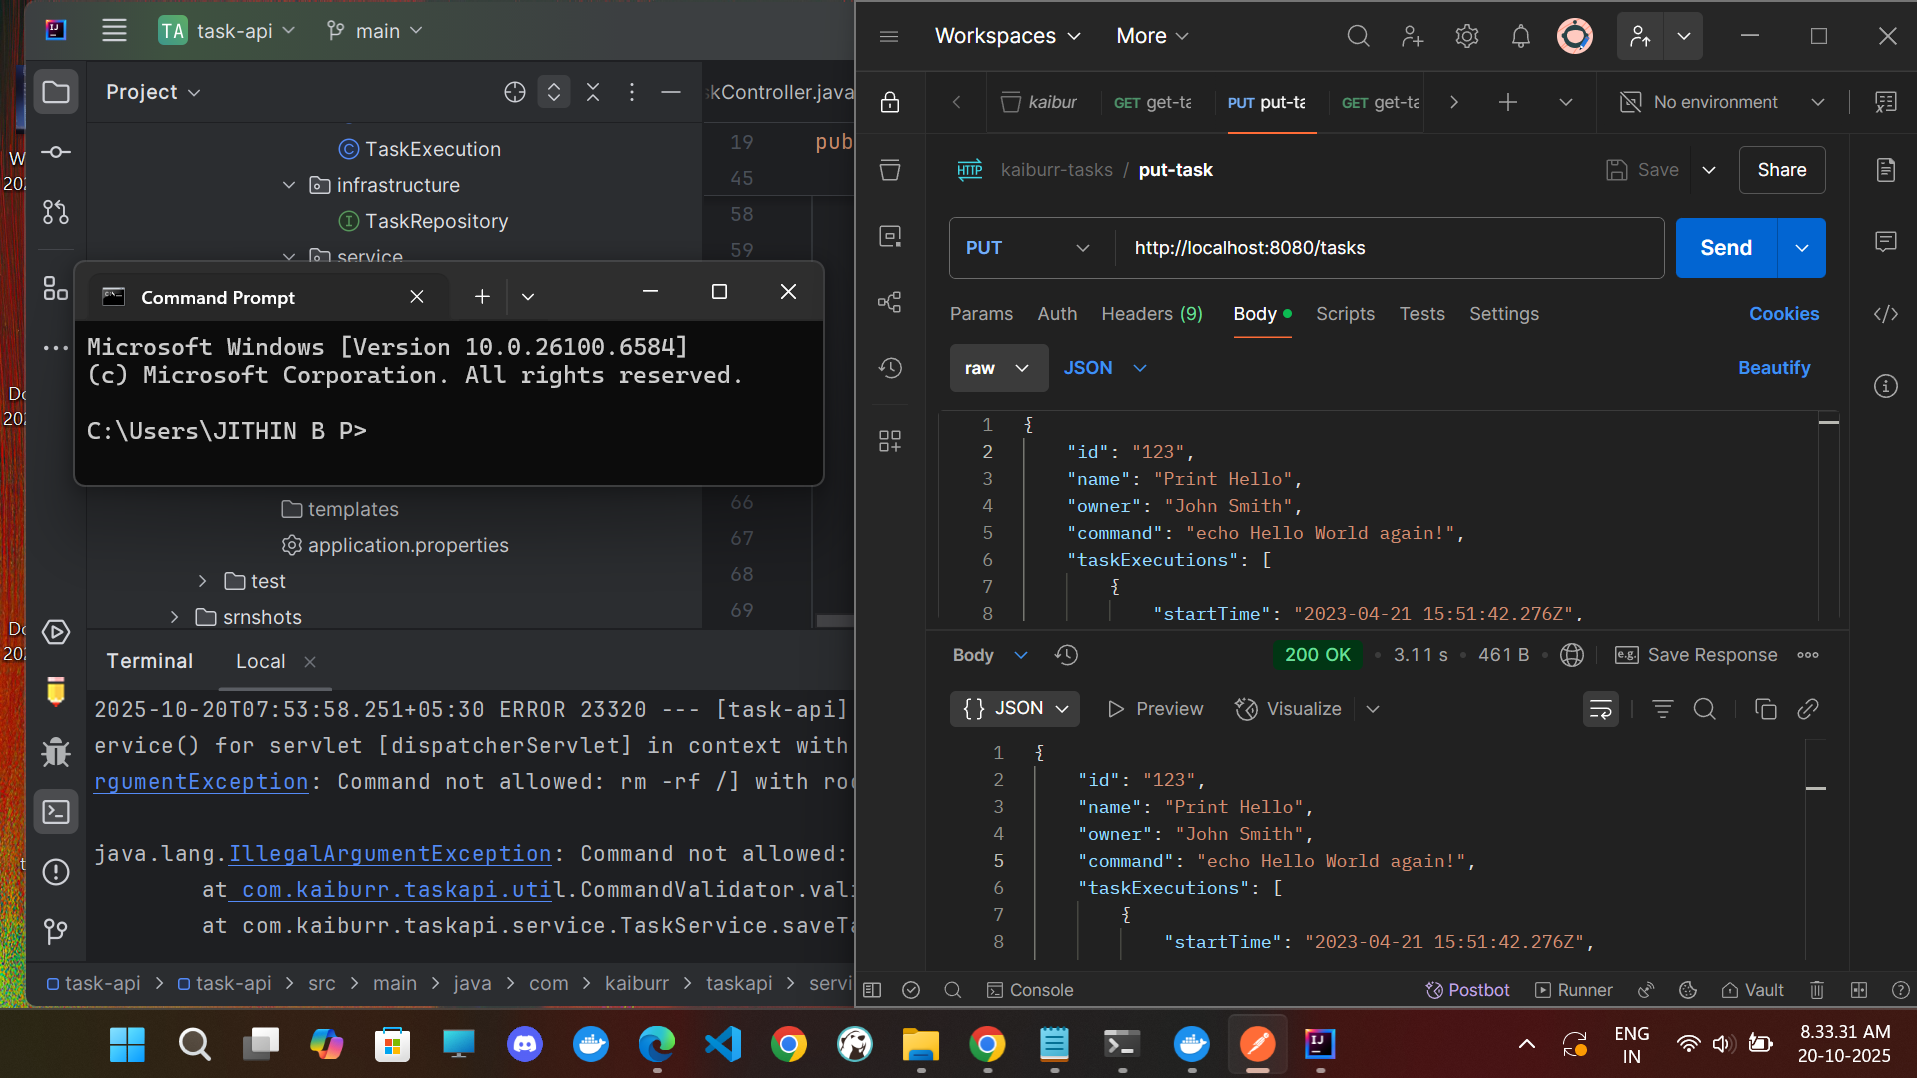 TA task-api main
Project
TaskExecution
infrastructure
TaskRepository
service
Command Prompt
Microsoft Windows [Version 10.0.26100.6584]
(c) Microsoft Corporation. All rights reserved.
C:\Users\JITHIN B P>
templates
application.properties
test
srnshots
kController.java
19 pub
45
58
59
66
67
68
69
Terminal Local
2025-10-20T07:53:58.251+05:30 ERROR 23320 --- [task-api]
ervice() for servlet [dispatcherServlet] in context with
rgumentException: Command not allowed: rm -rf /] with roo
java.lang.IllegalArgumentException: Command not allowed:
at com.kaiburr.taskapi.util.CommandValidator.vali
at com.kaiburr.taskapi.service.TaskService.saveTa
task-api > task-api > src > main > java > com > kaiburr > taskapi > servi
Workspaces More
kaibur GET get-ta PUT put-ta GET get-ta No environment
HTTP kaiburr-tasks / put-task Save Share
PUT http://localhost:8080/tasks Send
Params Auth Headers (9) Body Scripts Tests Settings Cookies
raw JSON Beautify
1 {
2 "id": "123",
3 "name": "Print Hello",
4 "owner": "John Smith",
5 "command": "echo Hello World again!",
6 "taskExecutions": [
7 {
8 "startTime": "2023-04-21 15:51:42.276Z",
Body 200 OK • 3.11 s • 461 B • e.g. Save Response
{} JSON Preview Visualize
1 {
2 "id": "123",
3 "name": "Print Hello",
4 "owner": "John Smith",
5 "command": "echo Hello World again!",
6 "taskExecutions": [
7 {
8 "startTime": "2023-04-21 15:51:42.276Z",
Console Postbot Runner Vault
ENG
IN
8.33.31 AM
20-10-2025